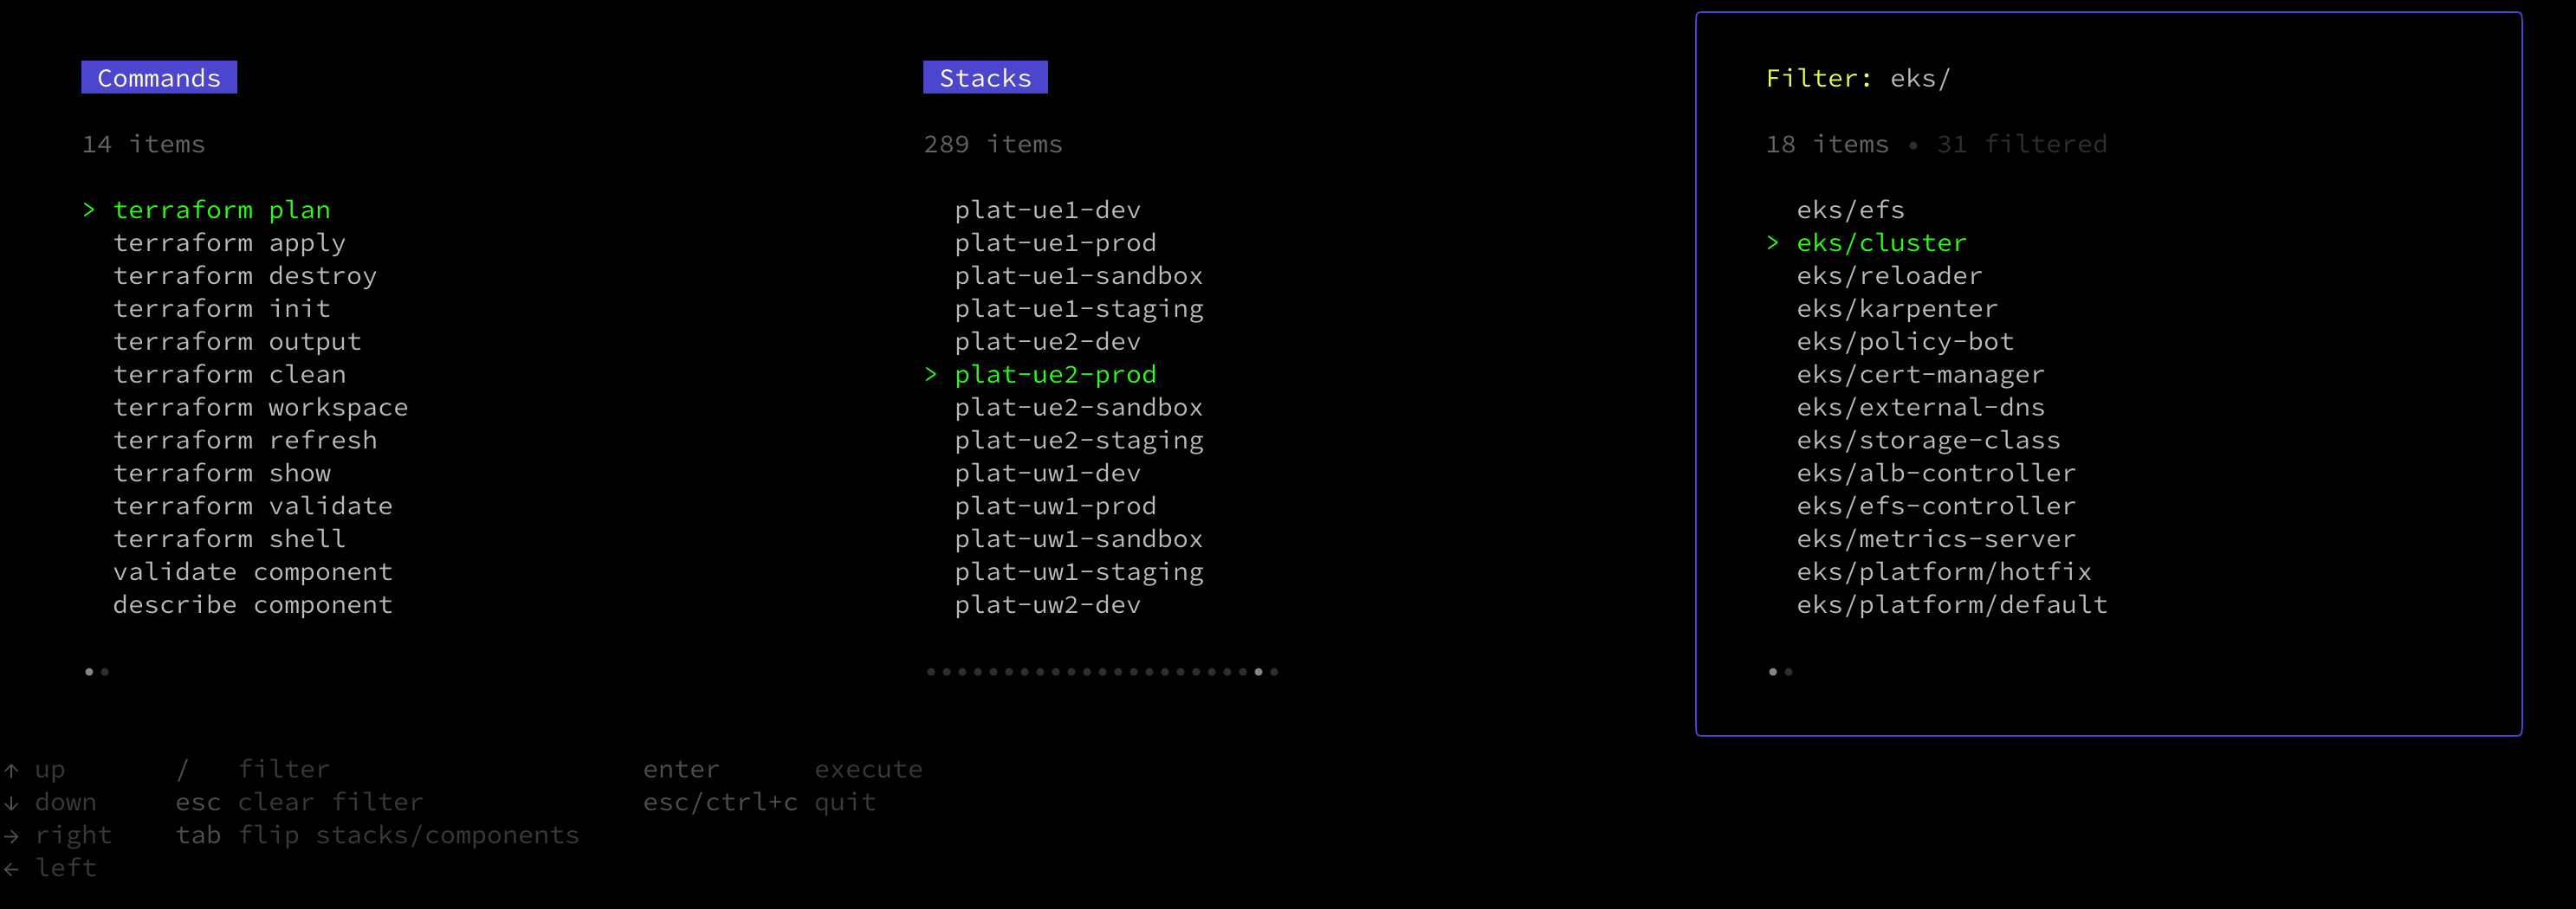 Commands
14 items
> terraform plan
terraform apply
terraform destroy
terraform init
terraform output
terraform clean
terraform workspace
terraform refresh
terraform show
terraform validate
terraform shell
validate component
describe component
Stacks
289 items
plat-ue1-dev
plat-ue1-prod
plat-ue1-sandbox
plat-ue1-staging
plat-ue2-dev
> plat-ue2-prod
plat-ue2-sandbox
plat-ue2-staging
plat-uw1-dev
plat-uw1-prod
plat-uw1-sandbox
plat-uw1-staging
plat-uw2-dev
Filter: eks/
18 items • 31 filtered
eks/efs
> eks/cluster
eks/reloader
eks/karpenter
eks/policy-bot
eks/cert-manager
eks/external-dns
eks/storage-class
eks/alb-controller
eks/efs-controller
eks/metrics-server
eks/platform/hotfix
eks/platform/default
↑ up / filter enter execute
↓ down esc clear filter esc/ctrl+c quit
→ right tab flip stacks/components
← left